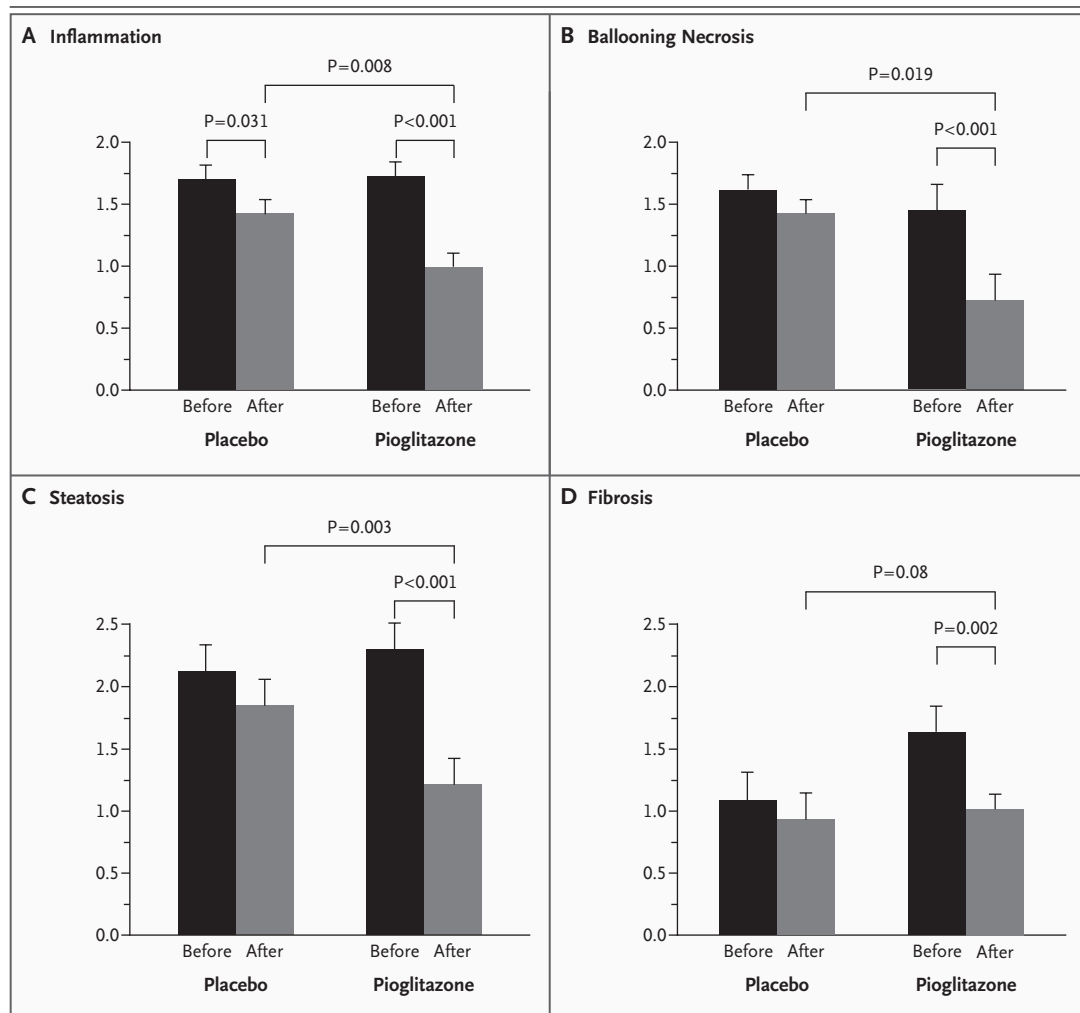 A Inflammation
P=0.008
P=0.031
P<0.001
2.0
1.5
1.0
0.5
0.0
Before After
Before After
Placebo
Pioglitazone
B Ballooning Necrosis
P=0.019
P<0.001
2.0
1.5
1.0
0.5
0.0
Before After
Before After
Placebo
Pioglitazone
C Steatosis
P=0.003
P<0.001
2.5
2.0
1.5
1.0
0.5
0.0
Before After
Before After
Placebo
Pioglitazone
D Fibrosis
P=0.08
P=0.002
2.5
2.0
1.5
1.0
0.5
0.0
Before After
Before After
Placebo
Pioglitazone